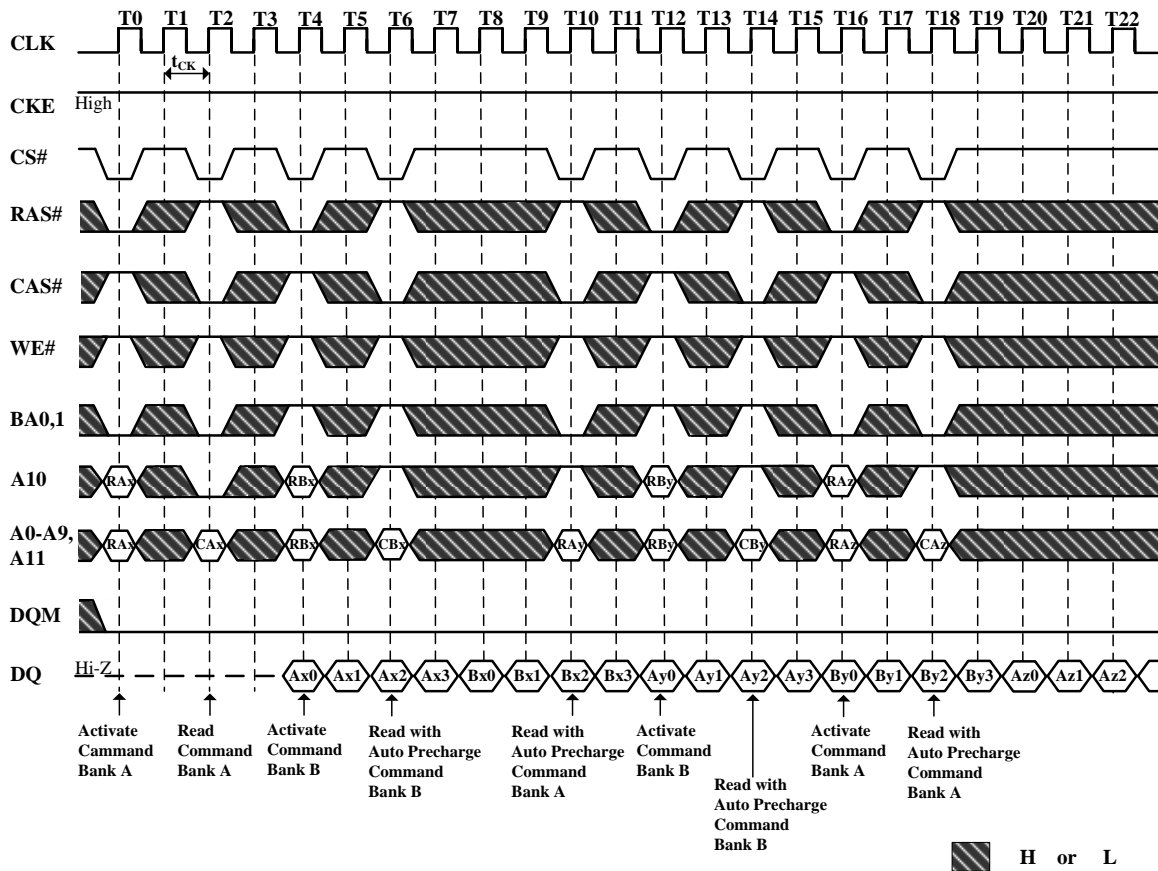 T0 T1 T2 T3 T4 T5 T6 T7 T8 T9 T10 T11 T12 T13 T14 T15 T16 T17 T18 T19 T20 T21 T22
CLK
tCK
CKE High
CS#
RAS#
CAS#
WE#
BA0,1
A10 RAx RBx RBy RAz
A0-A9,
A11
RAx CAx RBx CBx RAy RBy CBy RAz CAz
DQM
DQ Hi-Z Ax0 Ax1 Ax2 Ax3 Bx0 Bx1 Bx2 Bx3 Ay0 Ay1 Ay2 Ay3 By0 By1 By2 By3 Az0 Az1 Az2
Activate
Cammand
Bank A
Read
Command
Bank A
Activate
Command
Bank B
Read with
Auto Precharge
Command
Bank B
Read with
Auto Precharge
Command
Bank A
Activate
Command
Bank B
Read with
Auto Precharge
Command
Bank B
Activate
Command
Bank A
Read with
Auto Precharge
Command
Bank A
H or L